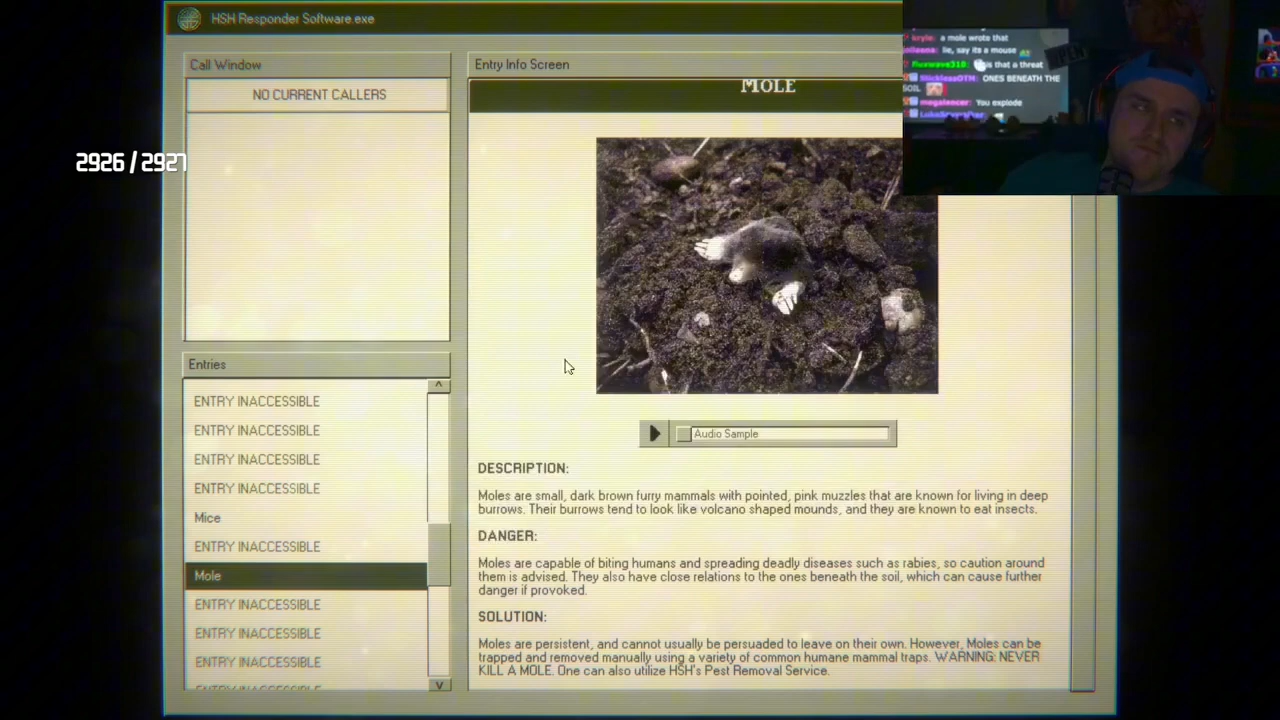 HSH Responder Software.exe
Call Window
NO CURRENT CALLERS
2926 / 2927
Entries
ENTRY INACCESSIBLE
ENTRY INACCESSIBLE
ENTRY INACCESSIBLE
ENTRY INACCESSIBLE
Mice
ENTRY INACCESSIBLE
Mole
ENTRY INACCESSIBLE
ENTRY INACCESSIBLE
ENTRY INACCESSIBLE
ENTRY INACCESSIBLE
Entry Info Screen
MOLE
Audio Sample
DESCRIPTION:
Moles are small, dark brown furry mammals with pointed, pink muzzles that are known for living in deep
burrows. Their burrows tend to look like volcano shaped mounds, and they are known to eat insects.
DANGER:
Moles are capable of biting humans and spreading deadly diseases such as rabies, so caution around
them is advised. They also have close relations to the ones beneath the soil, which can cause further
danger if provoked.
SOLUTION:
Moles are persistent, and cannot usually be persuaded to leave on their own. However, Moles can be
trapped and removed manually using a variety of common humane mammal traps. WARNING: NEVER
KILL A MOLE. One can also utilize HSH's Pest Removal Service.
kryle: a mole wrote that
lie, say it's a mouse
is that a threat
ONES BENEATH THE
SOIL
megalancer: You explode
OPEN